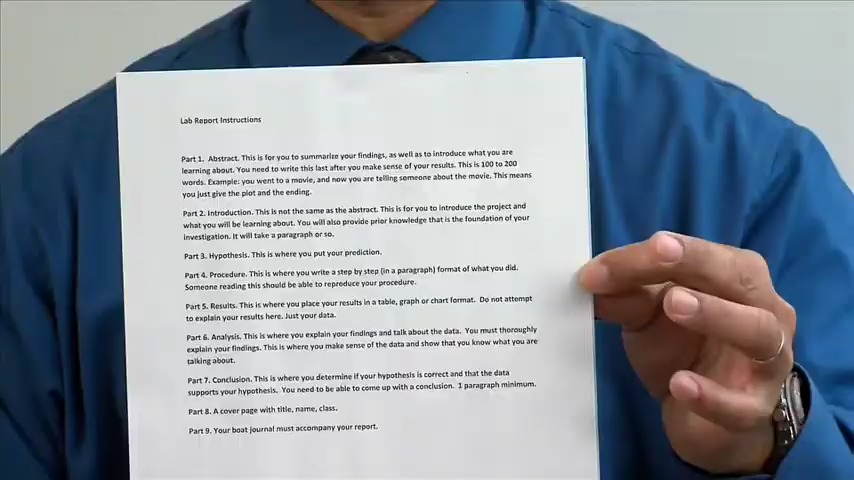 Lab Report Instructions
Part 1.  Abstract. This is for you to summarize your findings, as well as to introduce what you are
learning about. You need to write this last after you make sense of your results. This is 100 to 200
words. Example: you went to a movie, and now you are telling someone about the movie. This means
you just give the plot and the ending.
Part 2. Introduction. This is not the same as the abstract. This is for you to introduce the project and
what you will be learning about. You will also provide prior knowledge that is the foundation of your
investigation. It will take a paragraph or so.
Part 3. Hypothesis. This is where you put your prediction.
Part 4. Procedure. This is where you write a step by step (in a paragraph) format of what you did.
Someone reading this should be able to reproduce your procedure.
Part 5. Results. This is where you place your results in a table, graph or chart format.  Do not attempt
to explain your results here. Just your data.
Part 6. Analysis. This is where you explain your findings and talk about the data.  You must thoroughly
explain your findings. This is where you make sense of the data and show that you know what you are
talking about.
Part 7. Conclusion. This is where you determine if your hypothesis is correct and that the data
supports your hypothesis.  You need to be able to come up with a conclusion.  1 paragraph minimum.
Part 8. A cover page with title, name, class.
Part 9. Your boat journal must accompany your report.